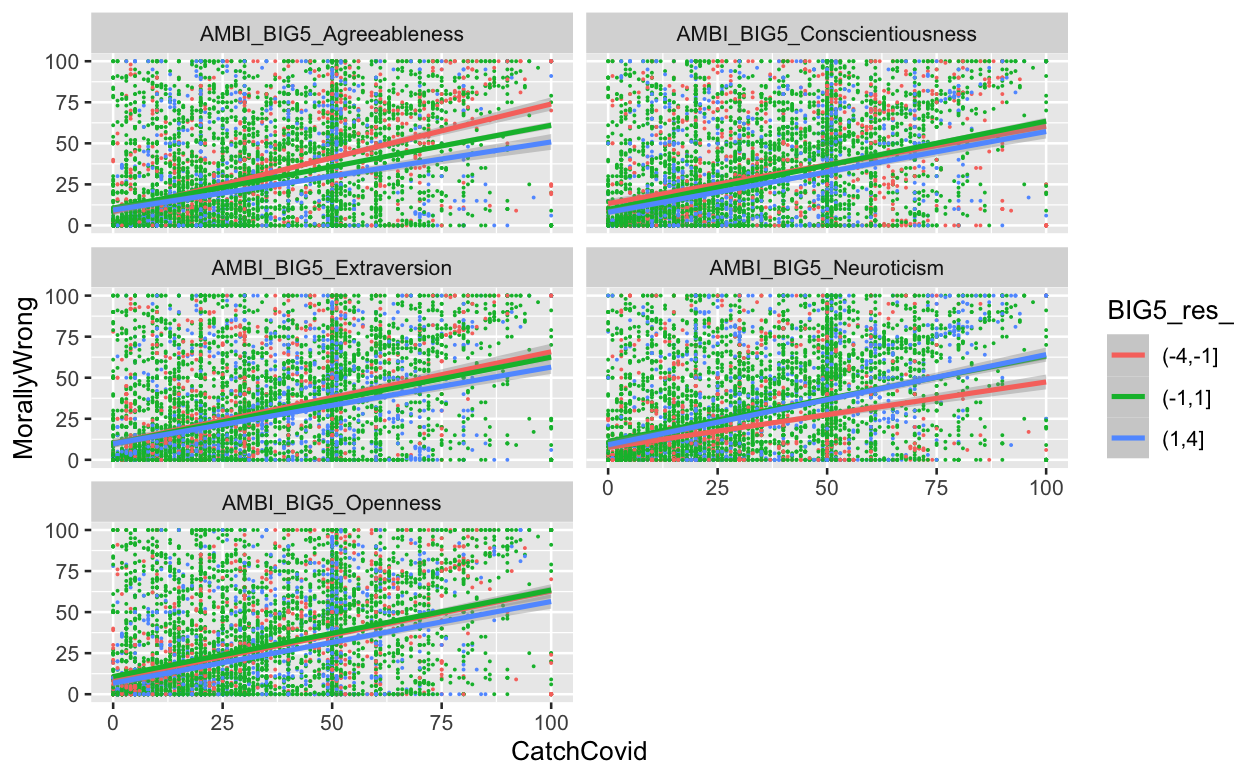 AMBI_BIG5_Agreeableness
AMBI_BIG5_Conscientiousness
100
75
50
25
0
AMBI_BIG5_Extraversion
AMBI_BIG5_Neuroticism
100
75
50
25
0
0 25 50 75 100
AMBI_BIG5_Openness
100
75
50
25
0
0 25 50 75 100
MorallyWrong
CatchCovid
BIG5_res_
(-4,-1]
(-1,1]
(1,4]